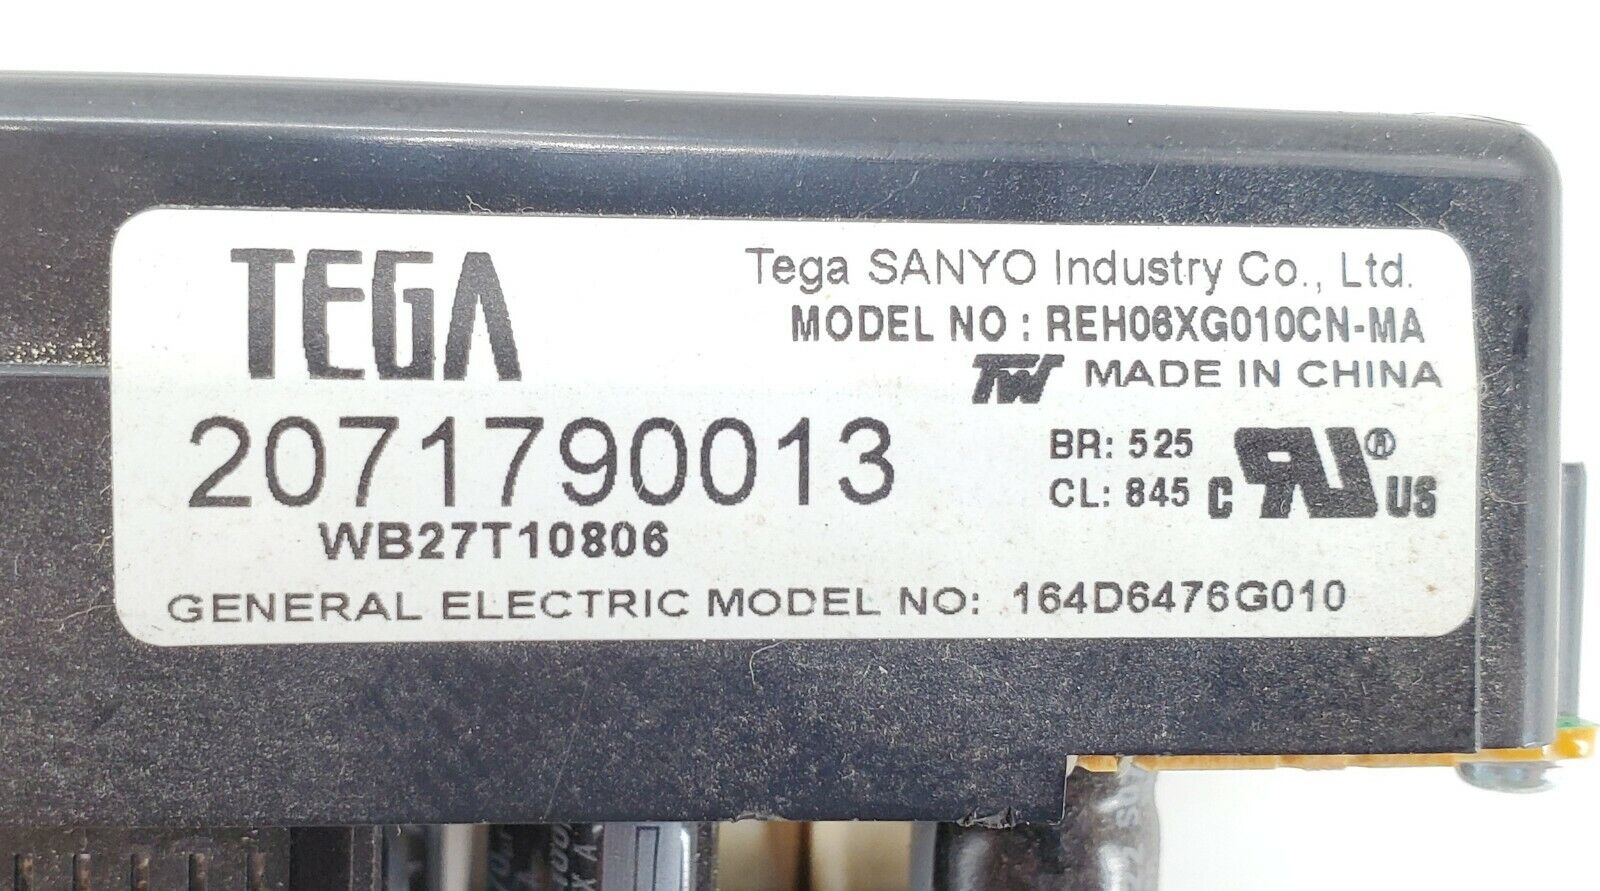 TEGA
Tega SANYO Industry Co., Ltd.
MODEL NO : REH06XG010CN-MA
TW MADE IN CHINA
2071790013
BR: 525
CL: 845
C RU ® US
WB27T10806
GENERAL ELECTRIC MODEL NO: 164D6476G010